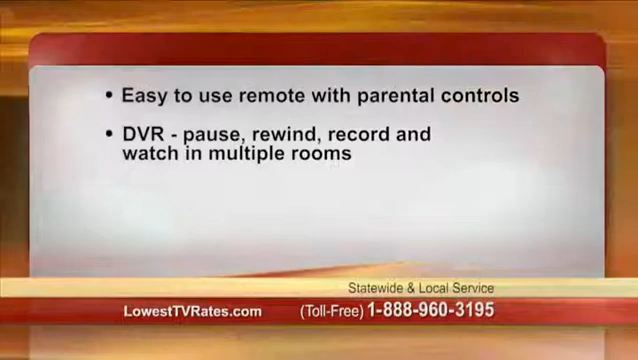 • Easy to use remote with parental controls
• DVR - pause, rewind, record and
watch in multiple rooms
Statewide & Local Service
LowestTVRates.com (Toll-Free) 1-888-960-3195